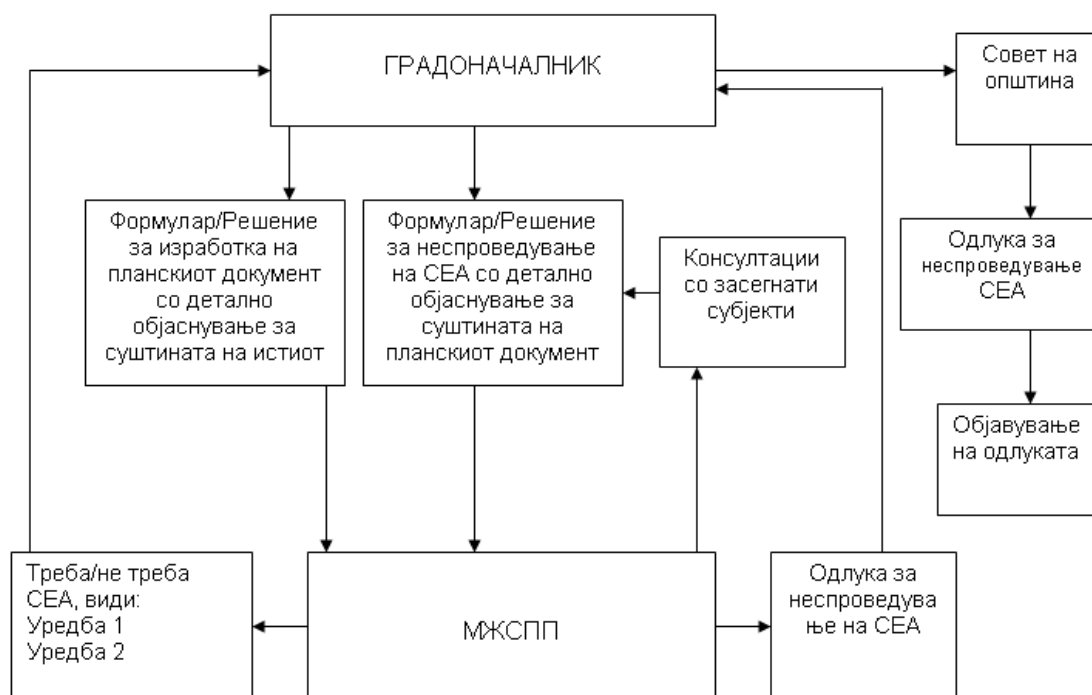 ГРАДОНАЧАЛНИК
Совет на
општина
Формулар/Решение
за изработка на
планскиот документ
со детално
објаснување за
суштината на истиот
Формулар/Решение
за неспроведување
на СЕА со детално
објаснување за
суштината на
планскиот документ
Консултации
со засегнати
субјекти
Одлука за
неспроведување
СЕА
Објавување
на одлуката
Треба/не треба
СЕА, види:
Уредба 1
Уредба 2
МЖСПП
Одлука за
неспроведува
ње на СЕА